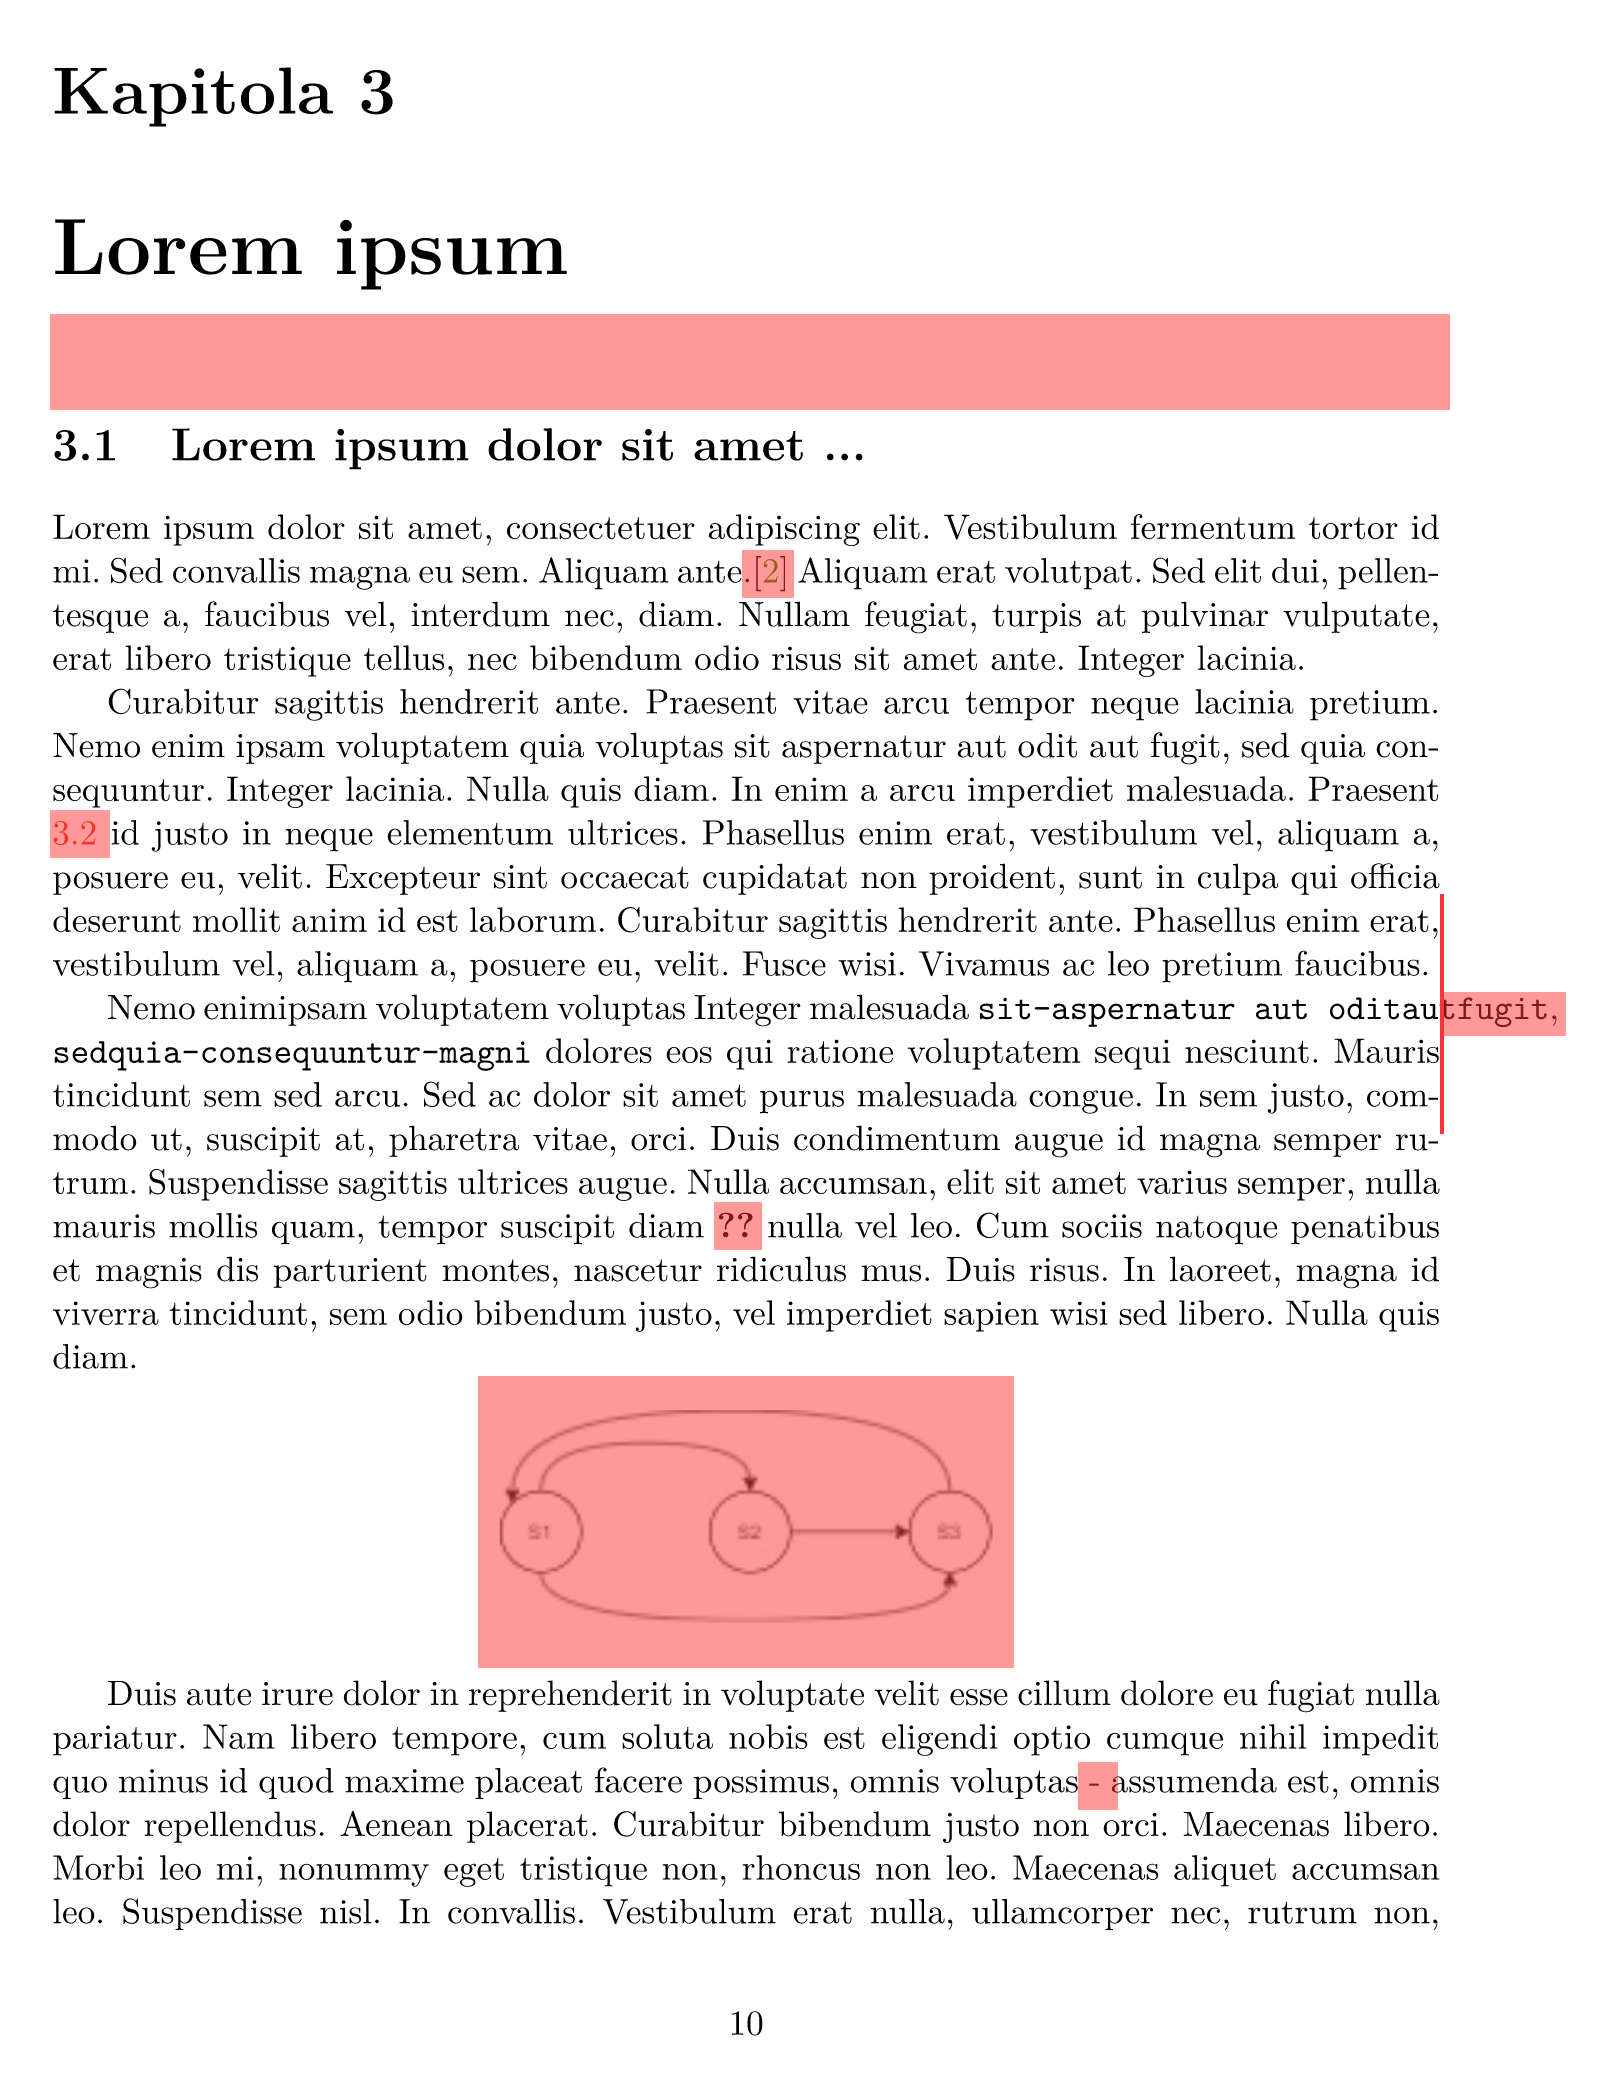 Kapitola 3
Lorem ipsum
3.1 Lorem ipsum dolor sit amet ...
Lorem ipsum dolor sit amet, consectetuer adipiscing elit. Vestibulum fermentum tortor id
mi. Sed convallis magna eu sem. Aliquam ante.[2] Aliquam erat volutpat. Sed elit dui, pellen-
tesque a, faucibus vel, interdum nec, diam. Nullam feugiat, turpis at pulvinar vulputate,
erat libero tristique tellus, nec bibendum odio risus sit amet ante. Integer lacinia.
Curabitur sagittis hendrerit ante. Praesent vitae arcu tempor neque lacinia pretium.
Nemo enim ipsam voluptatem quia voluptas sit aspernatur aut odit aut fugit, sed quia con-
sequuntur. Integer lacinia. Nulla quis diam. In enim a arcu imperdiet malesuada. Praesent
3.2 id justo in neque elementum ultrices. Phasellus enim erat, vestibulum vel, aliquam a,
posuere eu, velit. Excepteur sint occaecat cupidatat non proident, sunt in culpa qui officia
deserunt mollit anim id est laborum. Curabitur sagittis hendrerit ante. Phasellus enim erat,
vestibulum vel, aliquam a, posuere eu, velit. Fusce wisi. Vivamus ac leo pretium faucibus.
Nemo enimipsam voluptatem voluptas Integer malesuada sit-aspernatur aut oditautfugit,
sedquia-consequuntur-magni dolores eos qui ratione voluptatem sequi nesciunt. Mauris
tincidunt sem sed arcu. Sed ac dolor sit amet purus malesuada congue. In sem justo, com-
modo ut, suscipit at, pharetra vitae, orci. Duis condimentum augue id magna semper ru-
trum. Suspendisse sagittis ultrices augue. Nulla accumsan, elit sit amet varius semper, nulla
mauris mollis quam, tempor suscipit diam ?? nulla vel leo. Cum sociis natoque penatibus
et magnis dis parturient montes, nascetur ridiculus mus. Duis risus. In laoreet, magna id
viverra tincidunt, sem odio bibendum justo, vel imperdiet sapien wisi sed libero. Nulla quis
diam.
S1 S2 S3
Duis aute irure dolor in reprehenderit in voluptate velit esse cillum dolore eu fugiat nulla
pariatur. Nam libero tempore, cum soluta nobis est eligendi optio cumque nihil impedit
quo minus id quod maxime placeat facere possimus, omnis voluptas - assumenda est, omnis
dolor repellendus. Aenean placerat. Curabitur bibendum justo non orci. Maecenas libero.
Morbi leo mi, nonummy eget tristique non, rhoncus non leo. Maecenas aliquet accumsan
leo. Suspendisse nisl. In convallis. Vestibulum erat nulla, ullamcorper nec, rutrum non,
10